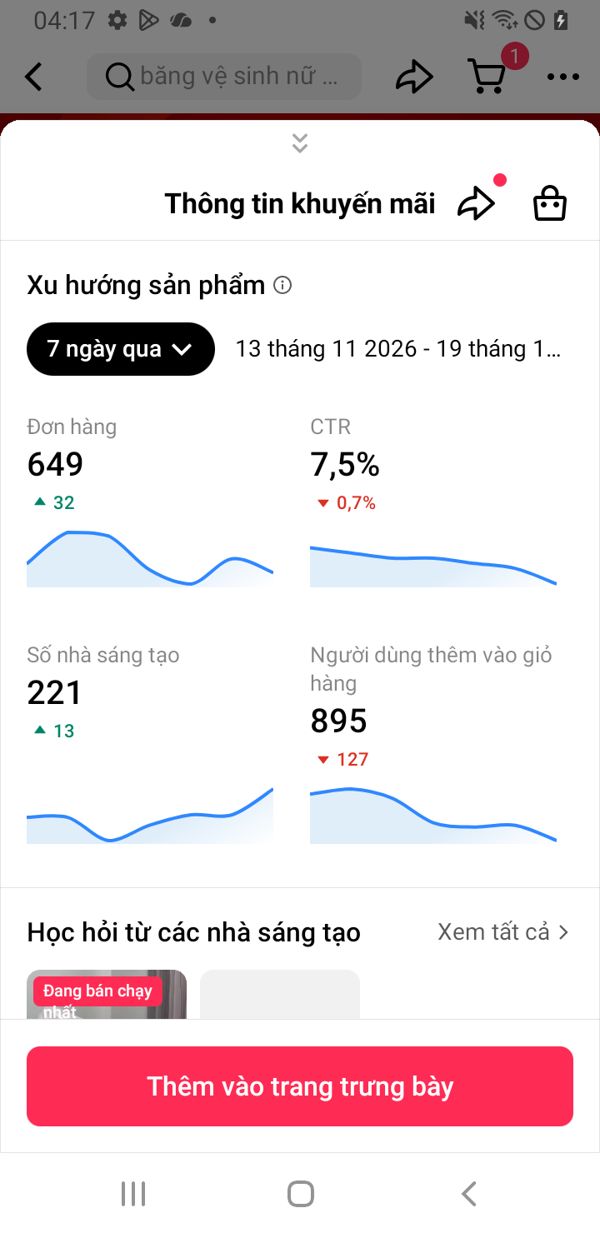 04:17
băng vệ sinh nữ ...
1
Thông tin khuyến mãi
Xu hướng sản phẩm
7 ngày qua
13 tháng 11 2026 - 19 tháng 1...
Đơn hàng
649
32
CTR
7,5%
0,7%
Số nhà sáng tạo
221
13
Người dùng thêm vào giỏ
hàng
895
127
Học hỏi từ các nhà sáng tạo
Xem tất cả
Đang bán chạy
nhất
Thêm vào trang trưng bày